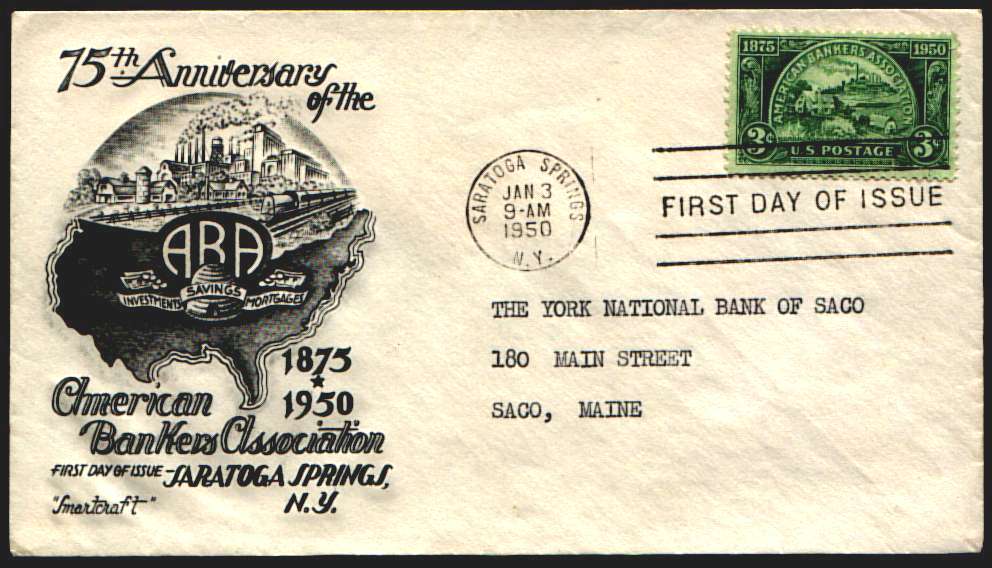 75th Anniversary
of the
ABA
INVESTMENTS SAVINGS MORTGAGES
1875
1950
American
Bankers Association
FIRST DAY OF ISSUE - SARATOGA SPRINGS,
N.Y.
"Smartcraft"
1875 1950
AMERICAN BANKERS ASSOCIATION
3¢ U.S. POSTAGE 3¢
SARATOGA SPRINGS
JAN 3
9-AM
1950
N.Y.
FIRST DAY OF ISSUE
THE YORK NATIONAL BANK OF SACO
180 MAIN STREET
SACO, MAINE